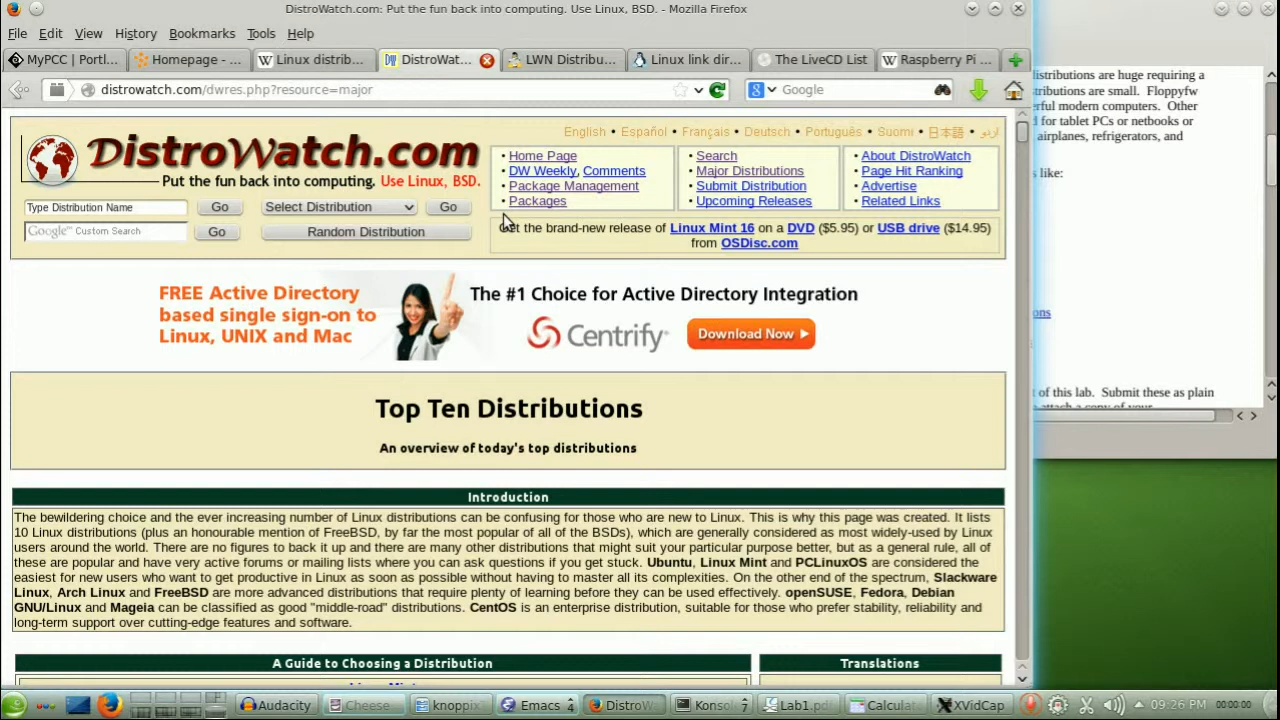 DistroWatch.com: Put the fun back into computing. Use Linux, BSD. - Mozilla Firefox
File Edit View History Bookmarks Tools Help
MyPCC | Portl... Homepage - ... Linux distrib... DistroWat... LWN Distribu... Linux link dir... The LiveCD List Raspberry Pi ...
distrowatch.com/dwres.php?resource=major
Google
English • Español • Français • Deutsch • Português • Suomi • 日本語 • اردو
DistroWatch.com
Put the fun back into computing. Use Linux, BSD.
• Home Page
• DW Weekly, Comments
• Package Management
• Packages
• Search
• Major Distributions
• Submit Distribution
• Upcoming Releases
• About DistroWatch
• Page Hit Ranking
• Advertise
• Related Links
Type Distribution Name Go Select Distribution Go
Google™ Custom Search Go Random Distribution
Get the brand-new release of Linux Mint 16 on a DVD ($5.95) or USB drive ($14.95)
from OSDisc.com
FREE Active Directory
based single sign-on to
Linux, UNIX and Mac
The #1 Choice for Active Directory Integration
Centrify
Download Now
Top Ten Distributions
An overview of today's top distributions
Introduction
The bewildering choice and the ever increasing number of Linux distributions can be confusing for those who are new to Linux. This is why this page was created. It lists
10 Linux distributions (plus an honourable mention of FreeBSD, by far the most popular of all of the BSDs), which are generally considered as most widely-used by Linux
users around the world. There are no figures to back it up and there are many other distributions that might suit your particular purpose better, but as a general rule, all of
these are popular and have very active forums or mailing lists where you can ask questions if you get stuck. Ubuntu, Linux Mint and PCLinuxOS are considered the
easiest for new users who want to get productive in Linux as soon as possible without having to master all its complexities. On the other end of the spectrum, Slackware
Linux, Arch Linux and FreeBSD are more advanced distributions that require plenty of learning before they can be used effectively. openSUSE, Fedora, Debian
GNU/Linux and Mageia can be classified as good "middle-road" distributions. CentOS is an enterprise distribution, suitable for those who prefer stability, reliability and
long-term support over cutting-edge features and software.
A Guide to Choosing a Distribution
Translations
istributions are huge requiring a
tributions are small. Floppyfw
rful modern computers. Other
d for tablet PCs or netbooks or
airplanes, refrigerators, and
like:
ons
t of this lab. Submit these as plain
Audacity Cheese knoppix Emacs 4 DistroW Konsol 7 Lab1.pdf Calcula XVidCap 09:26 PM 00:00:00